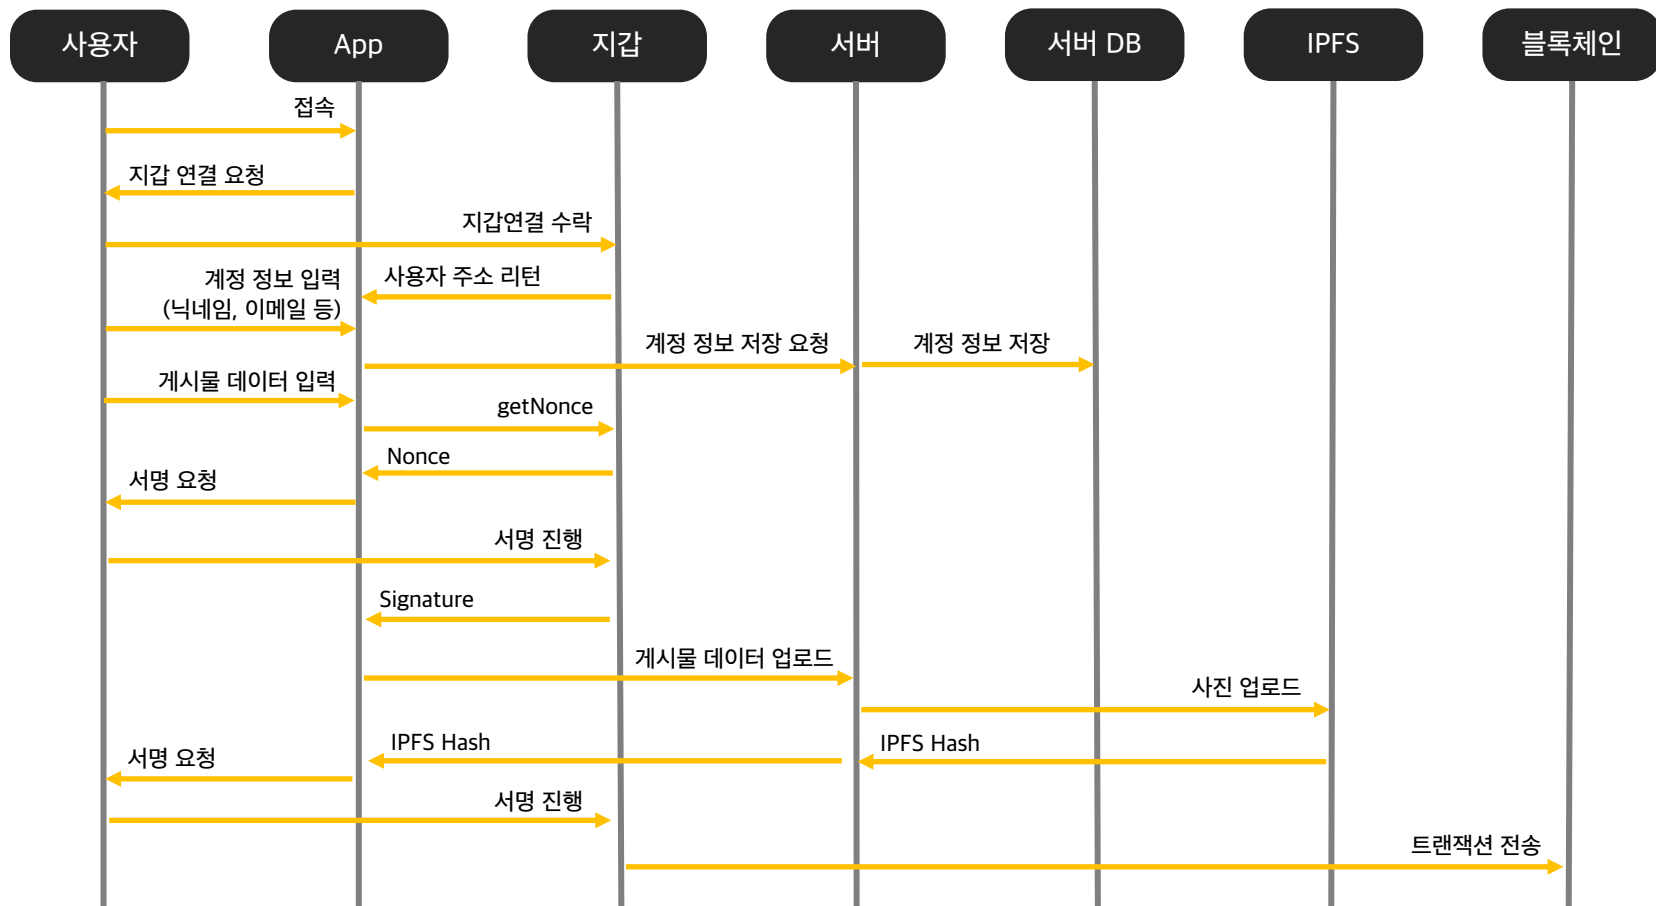 사용자
App
지갑
서버
서버 DB
IPFS
블록체인
접속
지갑 연결 요청
지갑연결 수락
사용자 주소 리턴
계정 정보 입력
(닉네임, 이메일 등)
계정 정보 저장 요청
계정 정보 저장
게시물 데이터 입력
getNonce
Nonce
서명 요청
서명 진행
Signature
게시물 데이터 업로드
사진 업로드
IPFS Hash
IPFS Hash
서명 요청
서명 진행
트랜잭션 전송